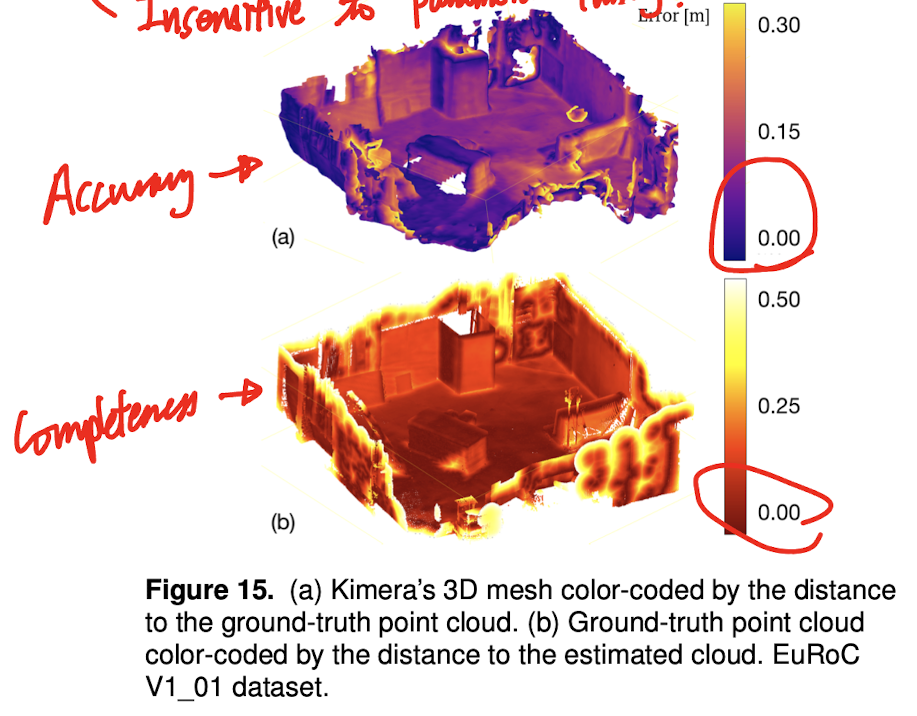 Insensitive to
Error [m]
0.30
0.15
0.00
Accuracy →
(a)
0.50
0.25
0.00
Completeness →
(b)
Figure 15. (a) Kimera’s 3D mesh color-coded by the distance
to the ground-truth point cloud. (b) Ground-truth point cloud
color-coded by the distance to the estimated cloud. EuRoC
V1_01 dataset.